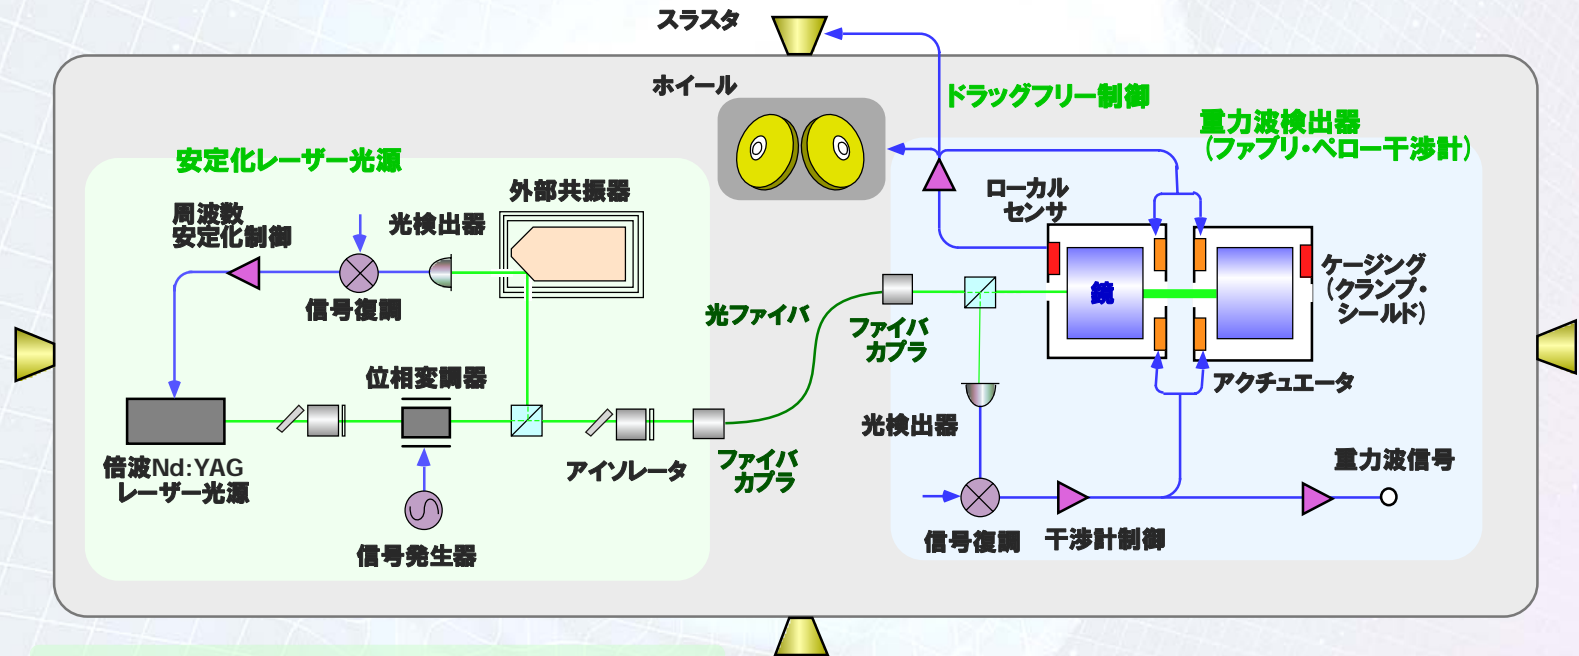 スラスタ
ホイール
ドラッグフリー制御
重力波検出器
(ファブリ・ペロー干渉計)
安定化レーザー光源
外部共振器
周波数
安定化制御
光検出器
信号復調
ローカル
センサ
ケージング
(クランプ・
シールド)
鏡
光ファイバ
ファイバ
カプラ
位相変調器
アクチュエータ
光検出器
倍波Nd:YAG
レーザー光源
アイソレータ
ファイバ
カプラ
重力波信号
信号発生器
信号復調
干渉計制御